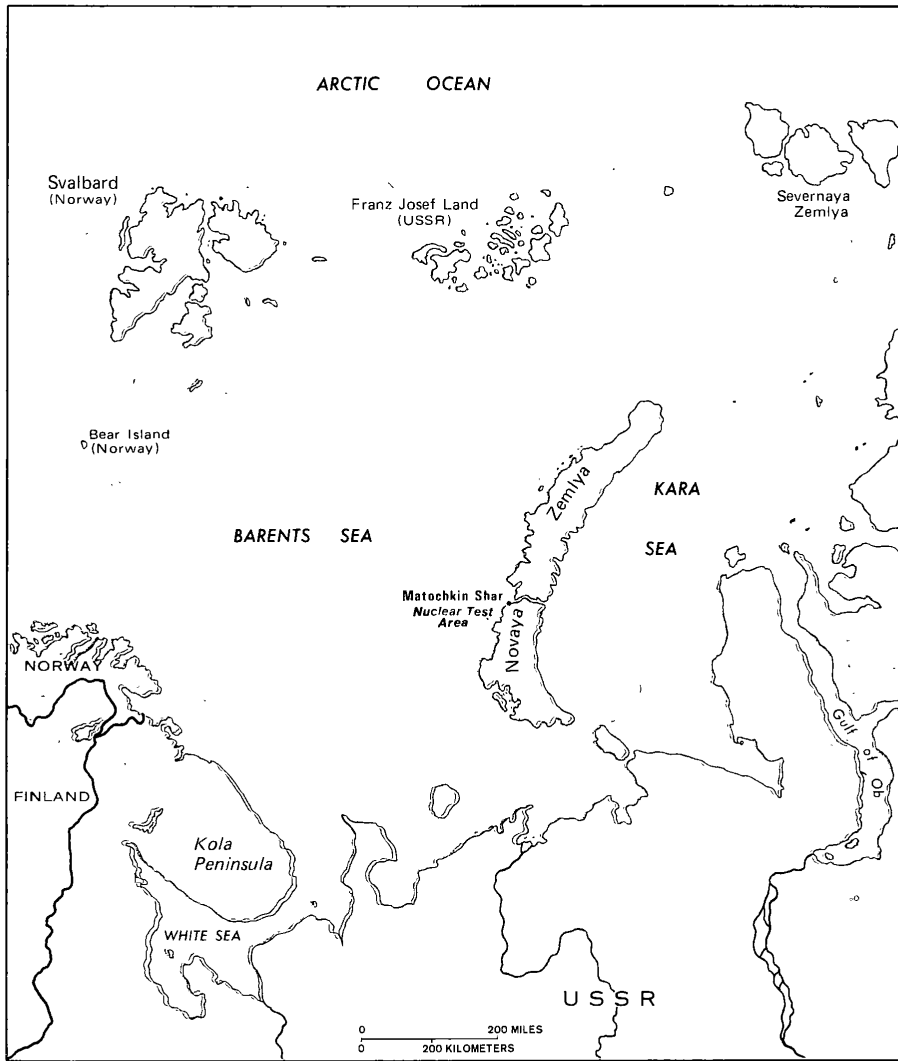 ARCTIC OCEAN
Svalbard
(Norway)
Franz Josef Land
(USSR)
Severnaya
Zemlya
Bear Island
(Norway)
Zemlya
KARA
SEA
BARENTS SEA
Matochkin Shar
Nuclear Test
Area
Novaya
NORWAY
Gulf of Ob
FINLAND
Kola
Peninsula
WHITE SEA
USSR
0 200 MILES
0 200 KILOMETERS